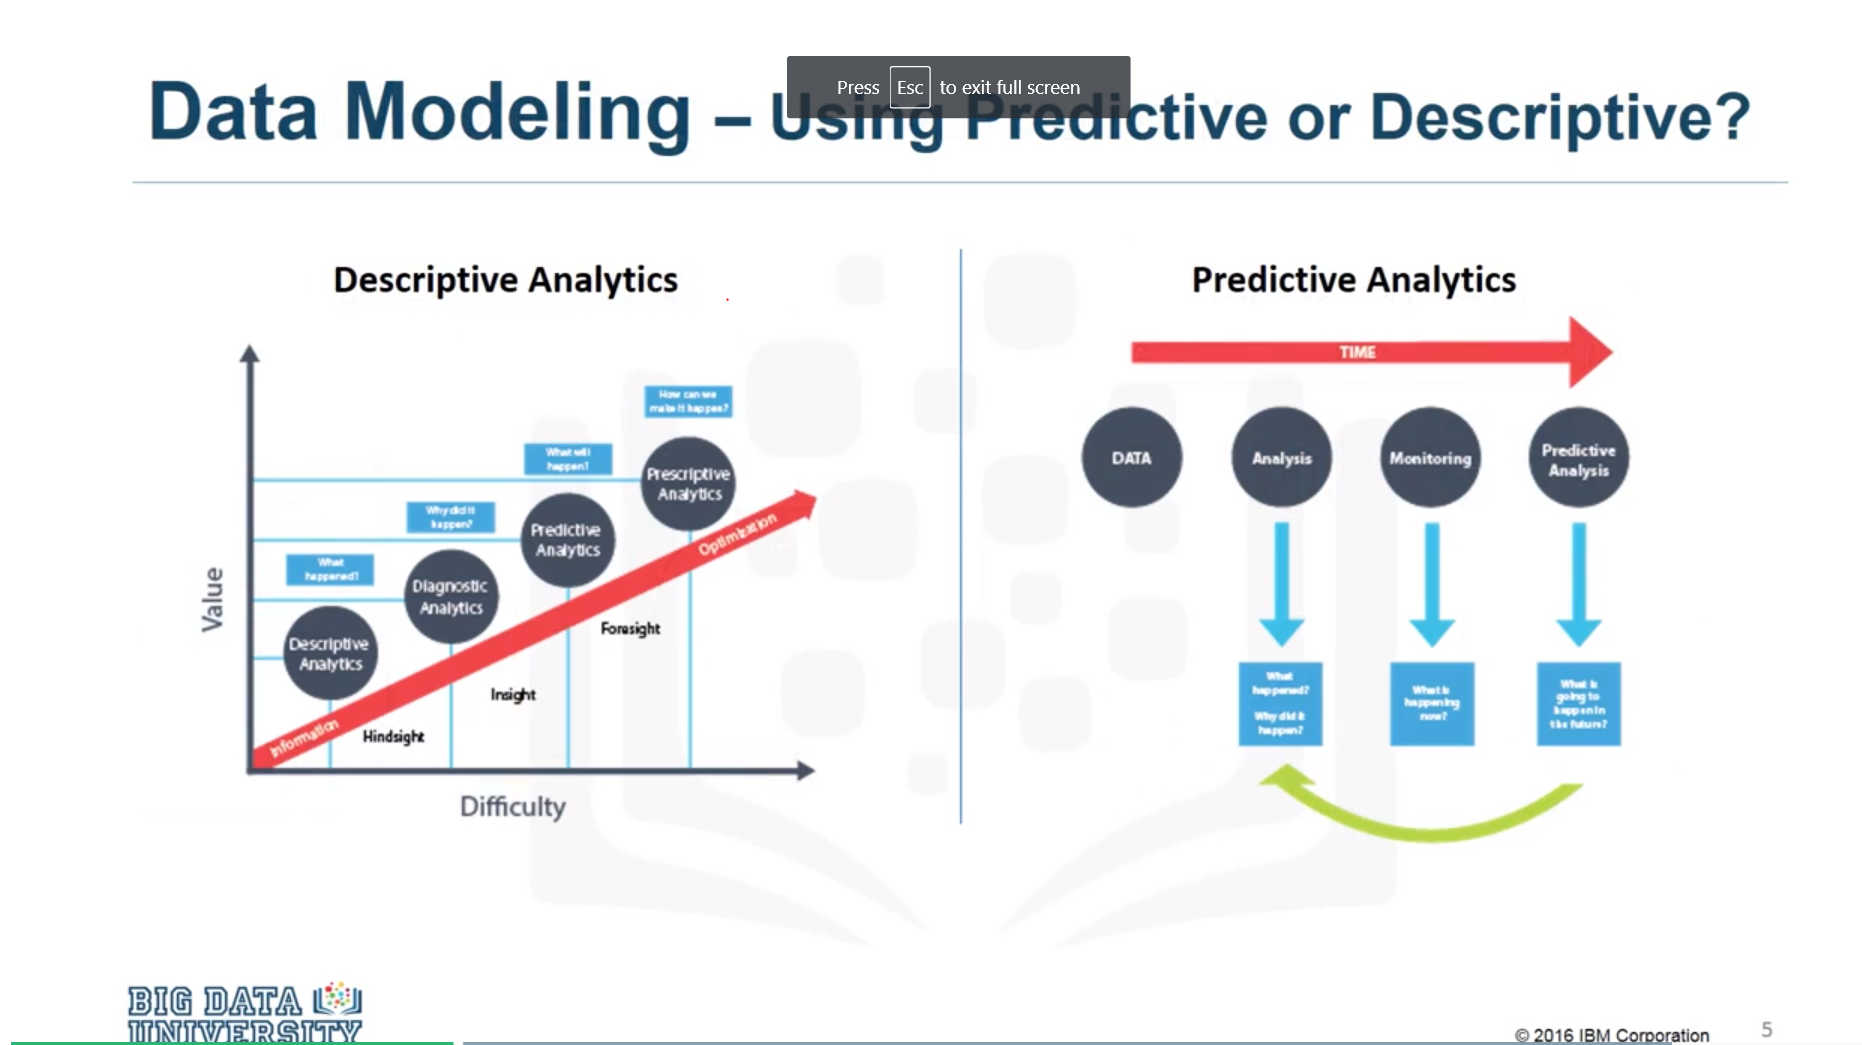 Press Esc to exit full screen
Data Modeling – Using Predictive or Descriptive?
Descriptive Analytics
How can we
make it happen?
What will
happen?
Prescriptive
Analytics
Why did it
happen?
Predictive
Analytics
Optimization
What
happened?
Diagnostic
Analytics
Foresight
Descriptive
Analytics
Insight
Information
Hindsight
Value
Difficulty
Predictive Analytics
TIME
DATA
Analysis
Monitoring
Predictive
Analysis
What
happened?
Why did it
happen?
What is
happening
now?
What is
going to
happen in
the future?
BIG DATA
UNIVERSITY
© 2016 IBM Corporation
5